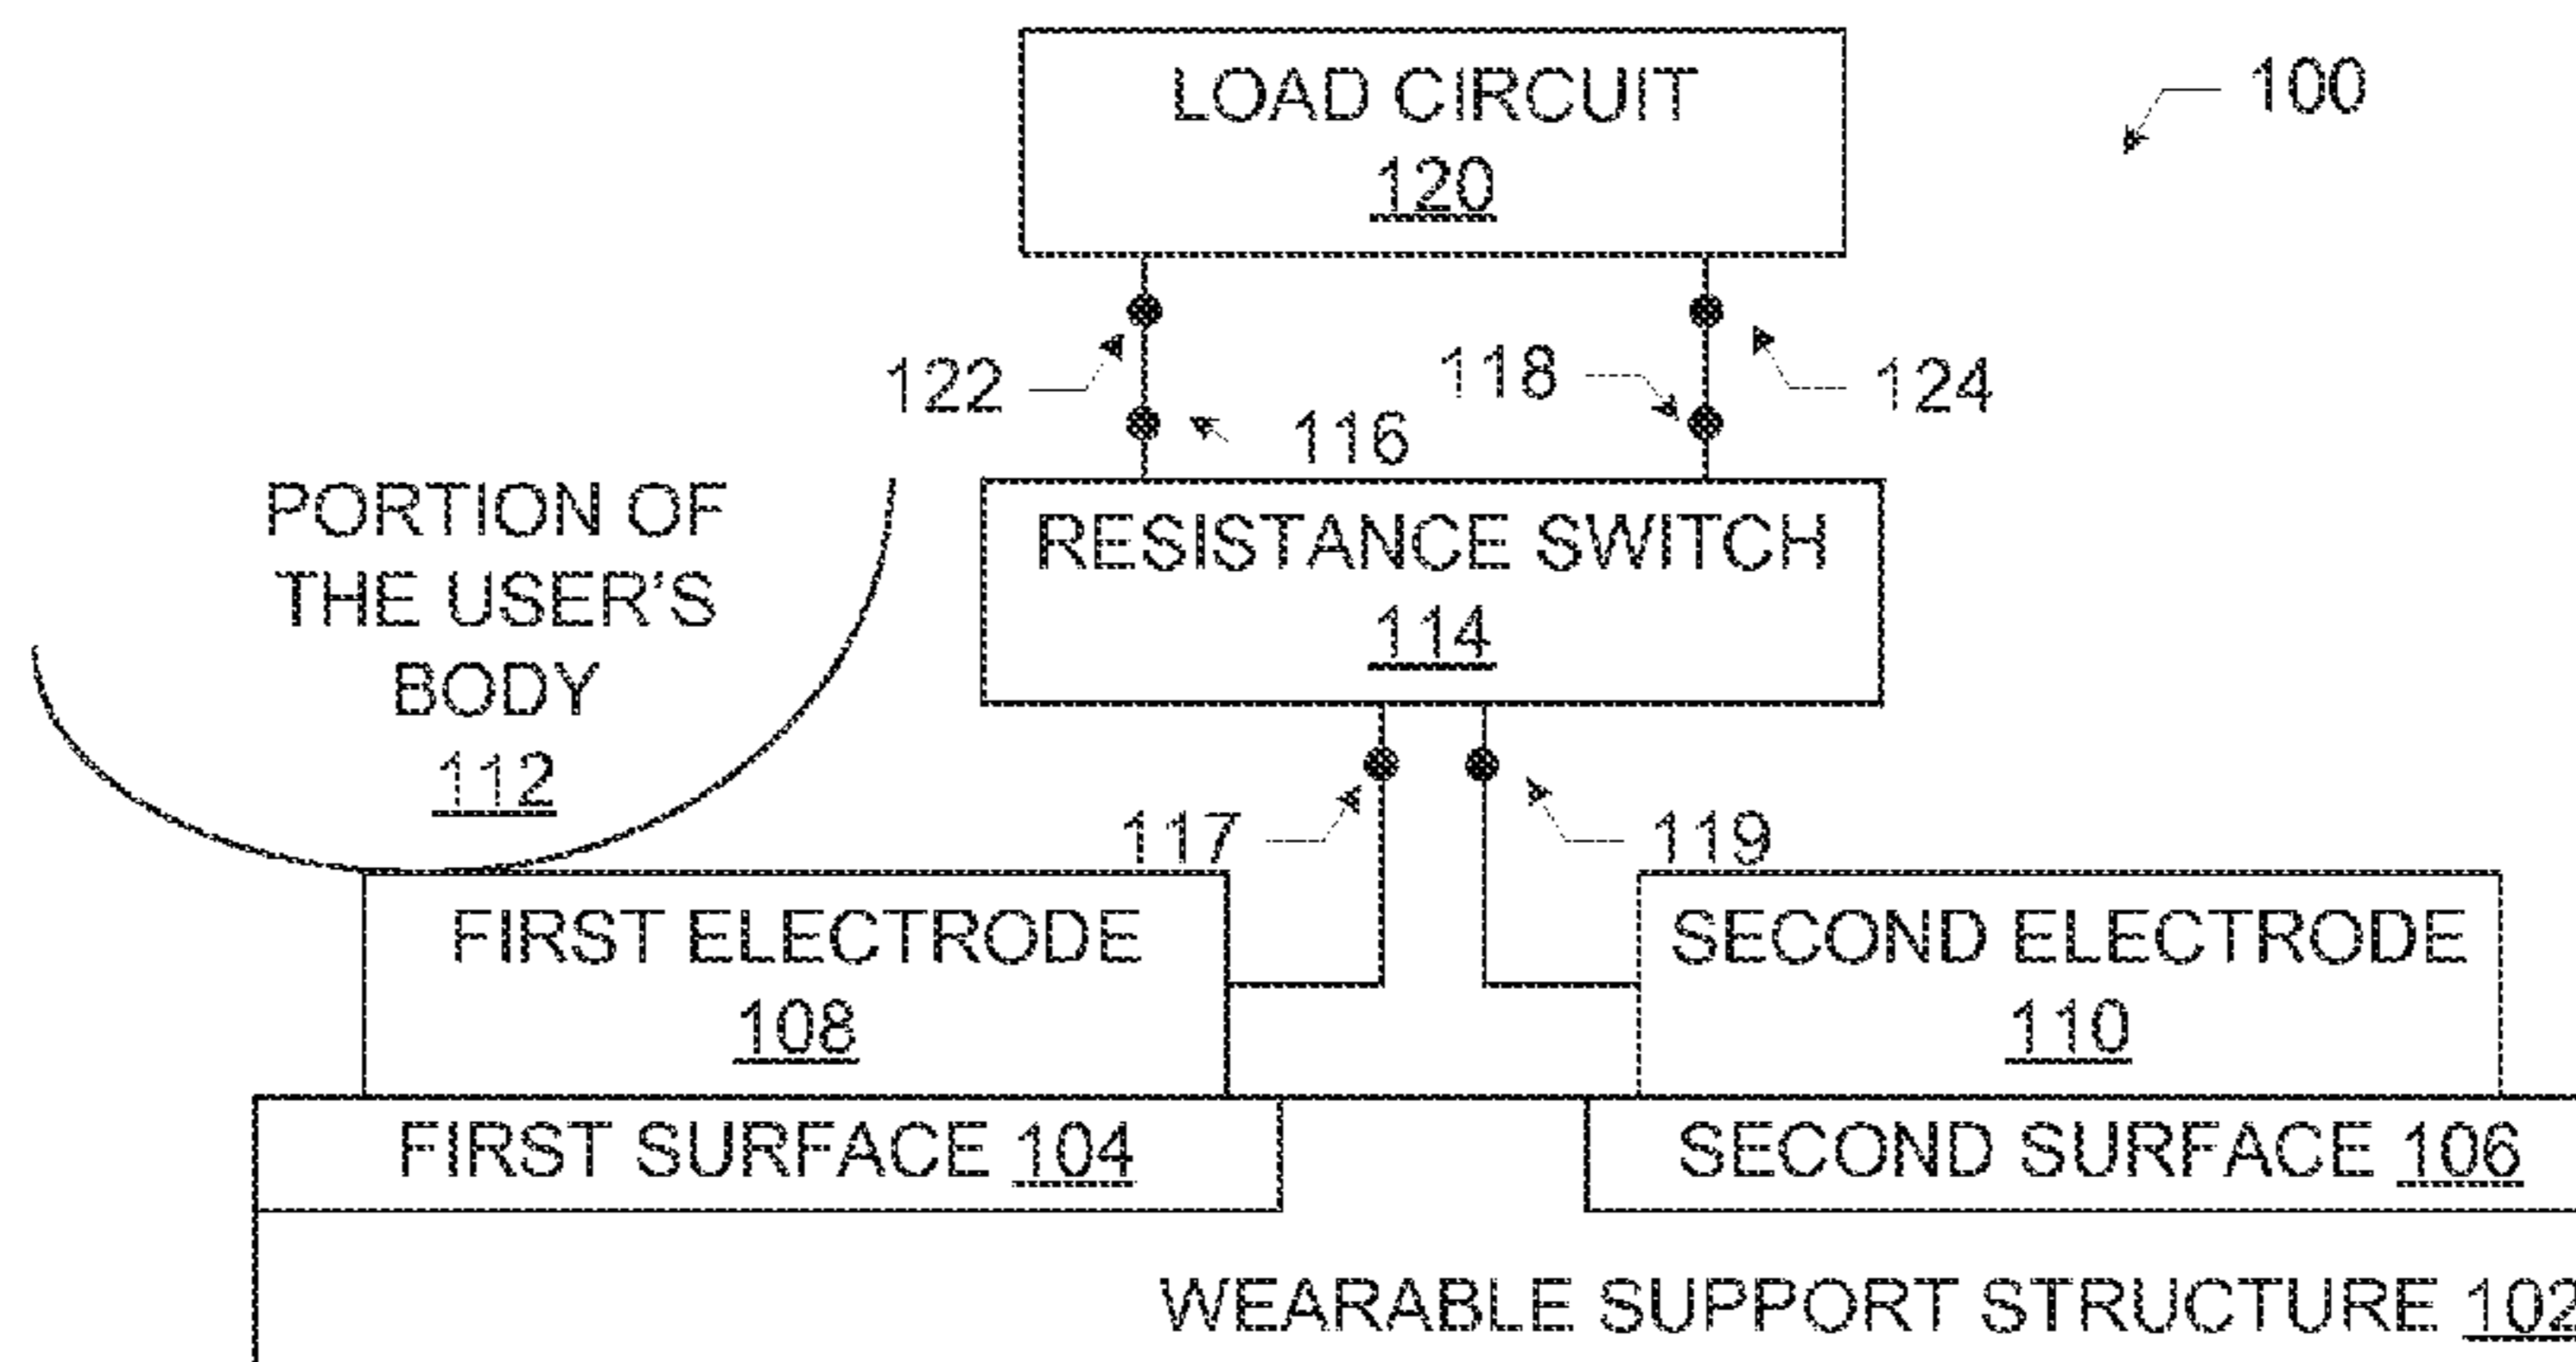 LOAD CIRCUIT
120
100
122
118
124
116
PORTION OF
THE USER'S
BODY
112
RESISTANCE SWITCH
114
117
119
FIRST ELECTRODE
108
SECOND ELECTRODE
110
FIRST SURFACE 104
SECOND SURFACE 106
WEARABLE SUPPORT STRUCTURE 102